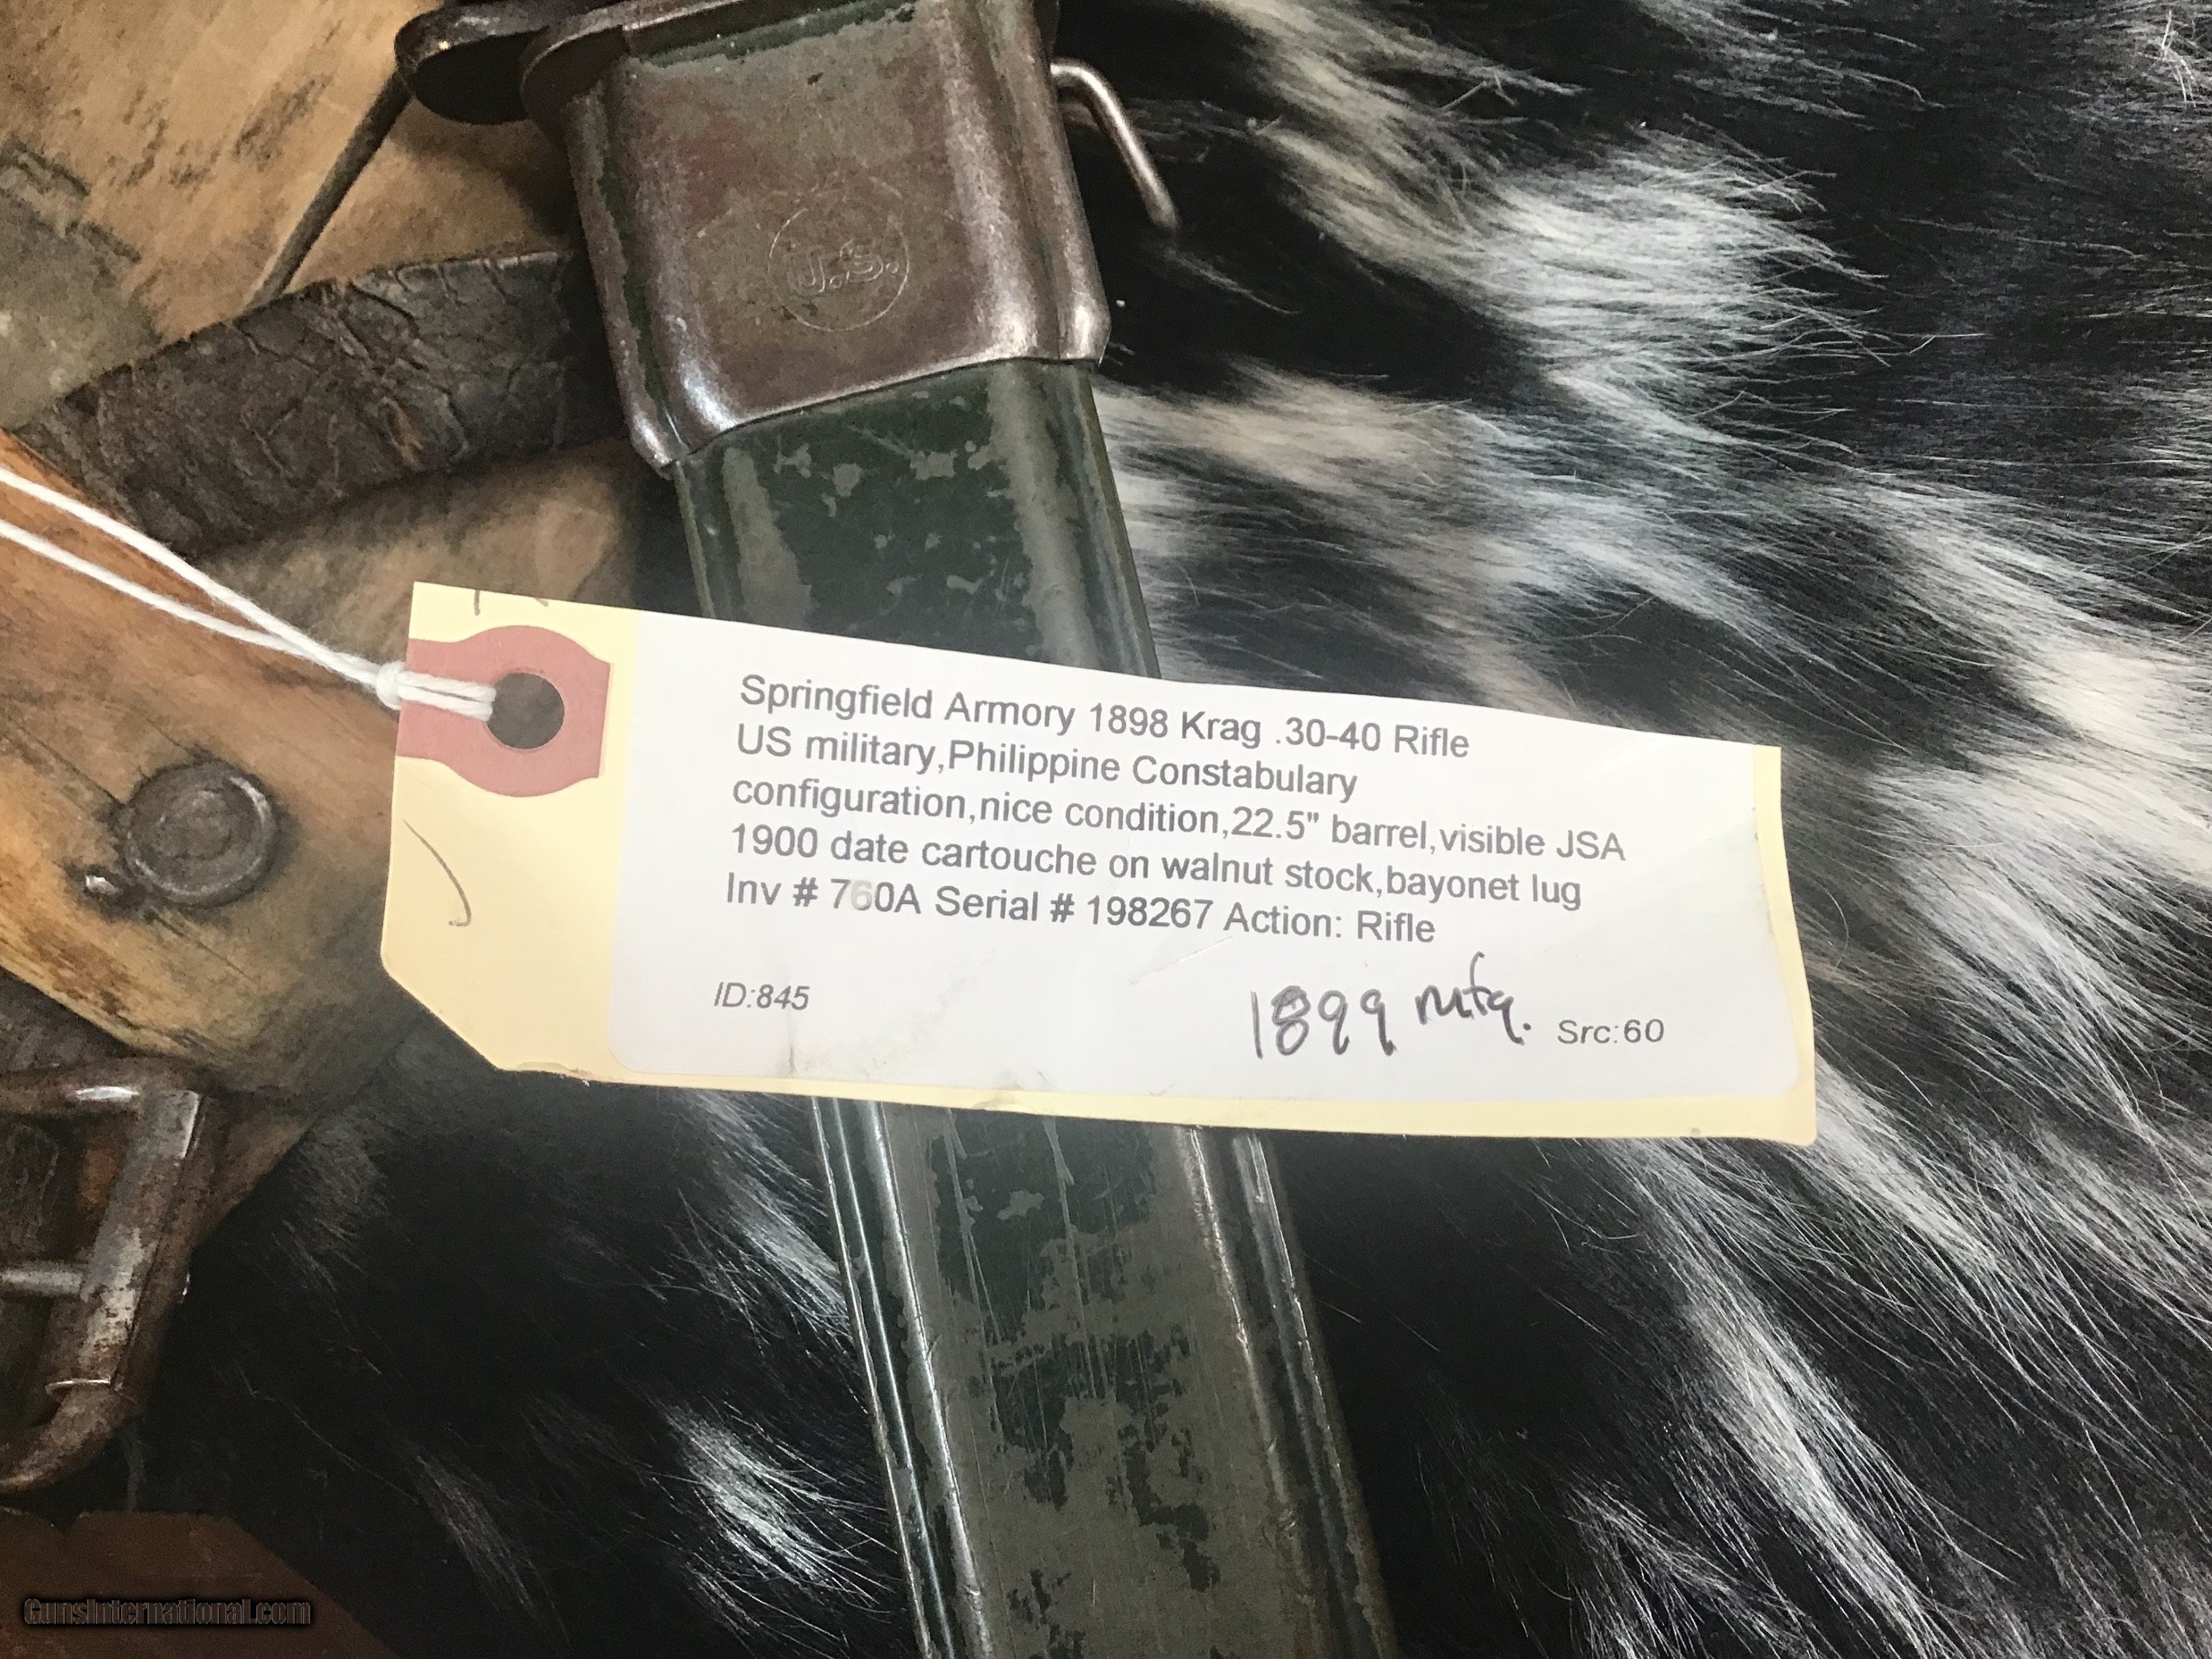 U.S.
Springfield Armory 1898 Krag .30-40 Rifle
US military,Philippine Constabulary
configuration,nice condition,22.5" barrel,visible JSA
1900 date cartouche on walnut stock,bayonet lug
Inv # 760A Serial # 198267 Action: Rifle
ID:845
1899 mfg.
Src:60
GunsInternational.com